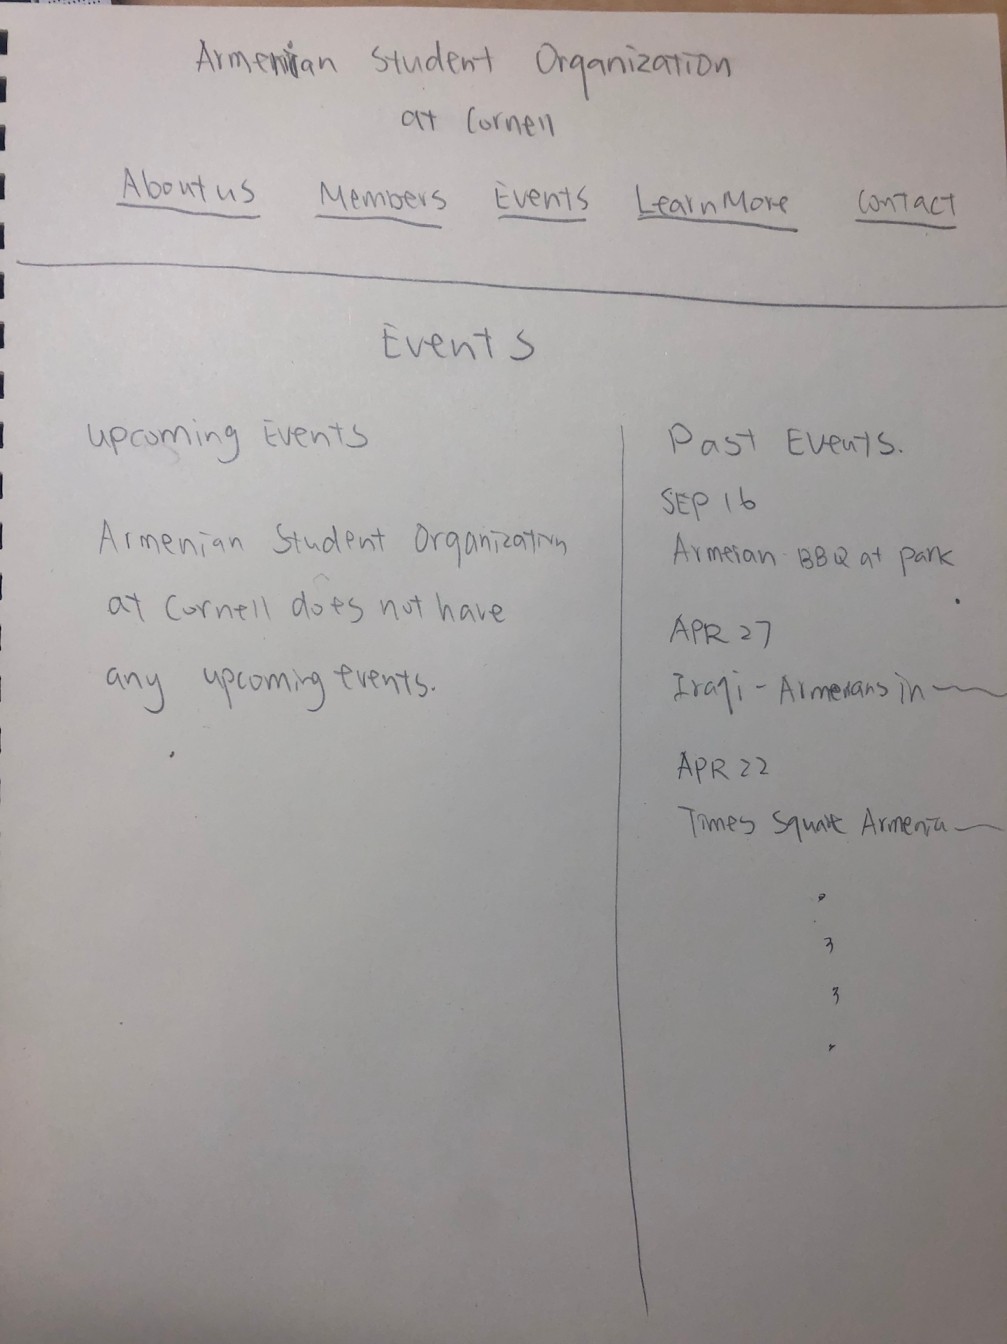 Armenian Student Organization
at Cornell
About us Members Events Learn More Contact
Events
Upcoming Events
Armenian Student Organization
at Cornell does not have
any upcoming events.
Past Events.
SEP 16
Armeian BBQ at park
APR 27
Iraqi - Armenians in
APR 22
Times Square Armenia